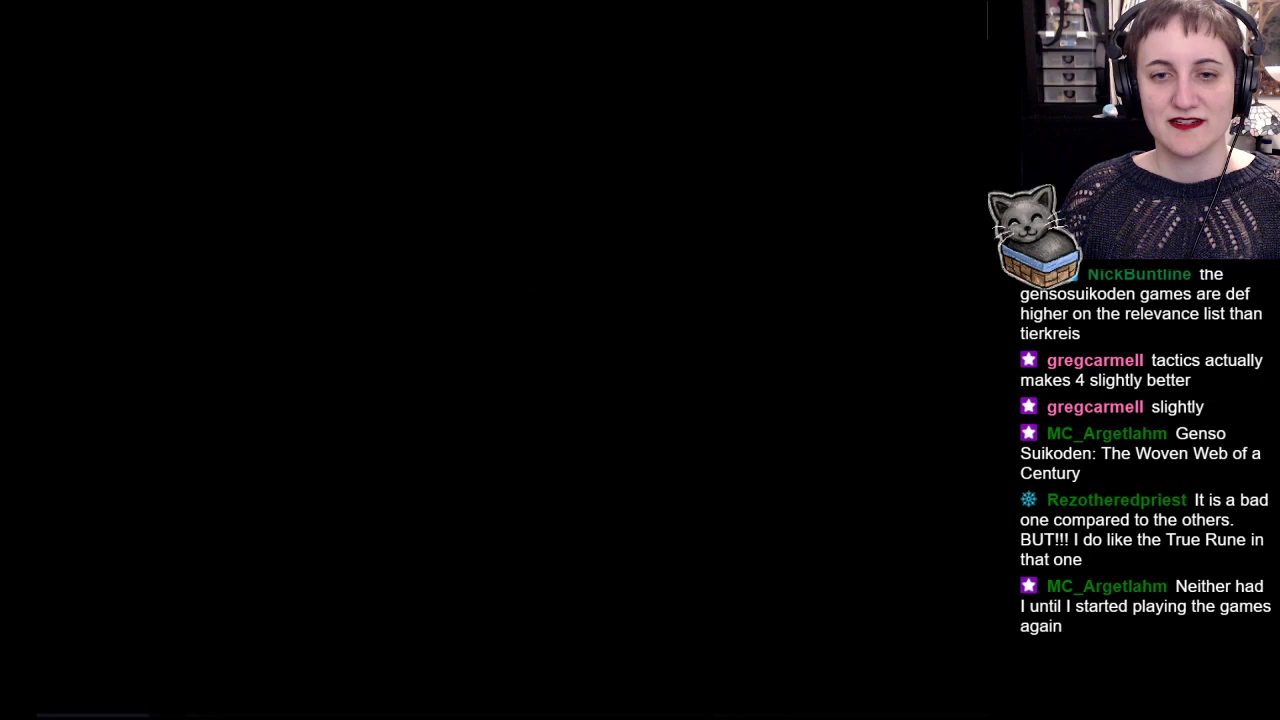 NickBuntline the
gensosuikoden games are def
higher on the relevance list than
tierkreis
gregcarmell tactics actually
makes 4 slightly better
gregcarmell slightly
MC_Argetlahm Genso
Suikoden: The Woven Web of a
Century
Rezotheredpriest It is a bad
one compared to the others.
BUT!!! I do like the True Rune in
that one
MC_Argetlahm Neither had
I until I started playing the games
again